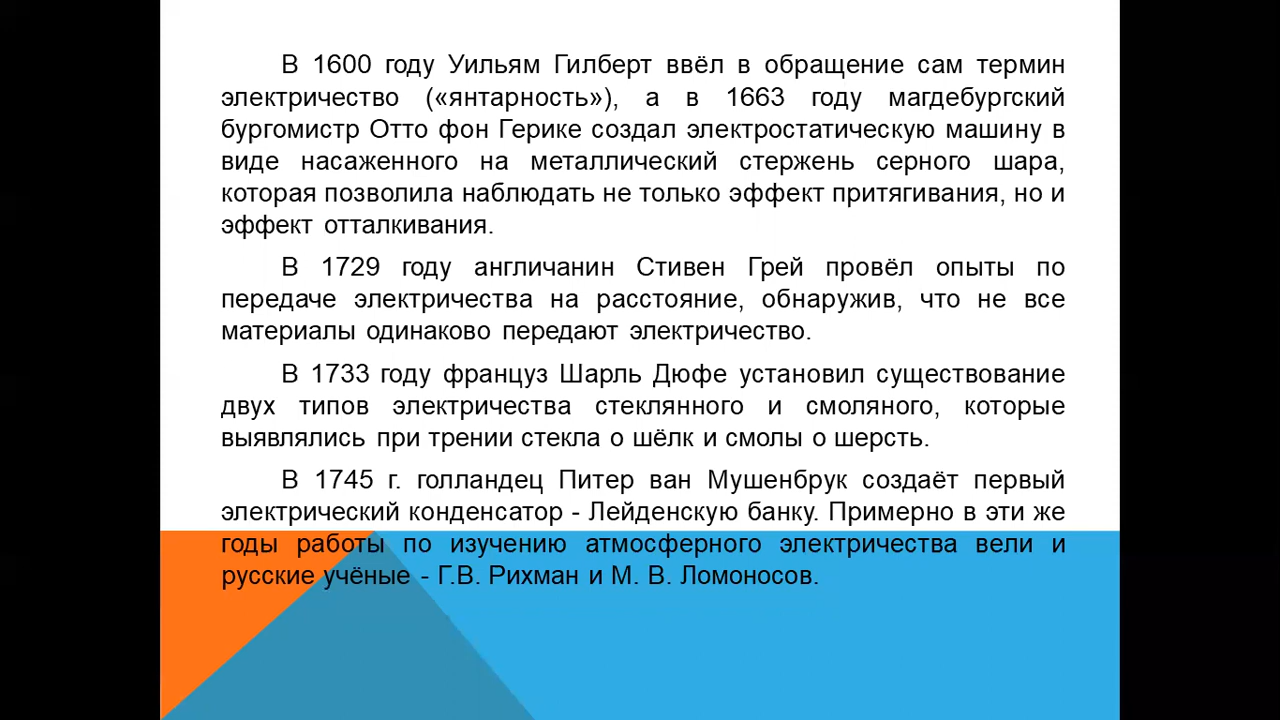 В 1600 году Уильям Гилберт ввёл в обращение сам термин
электричество («янтарность»), а в 1663 году магдебургский
бургомистр Отто фон Герике создал электростатическую машину в
виде насаженного на металлический стержень серного шара,
которая позволила наблюдать не только эффект притягивания, но и
эффект отталкивания.
В 1729 году англичанин Стивен Грей провёл опыты по
передаче электричества на расстояние, обнаружив, что не все
материалы одинаково передают электричество.
В 1733 году француз Шарль Дюфе установил существование
двух типов электричества стеклянного и смоляного, которые
выявлялись при трении стекла о шёлк и смолы о шерсть.
В 1745 г. голландец Питер ван Мушенбрук создаёт первый
электрический конденсатор - Лейденскую банку. Примерно в эти же
годы работы по изучению атмосферного электричества вели и
русские учёные - Г.В. Рихман и М. В. Ломоносов.